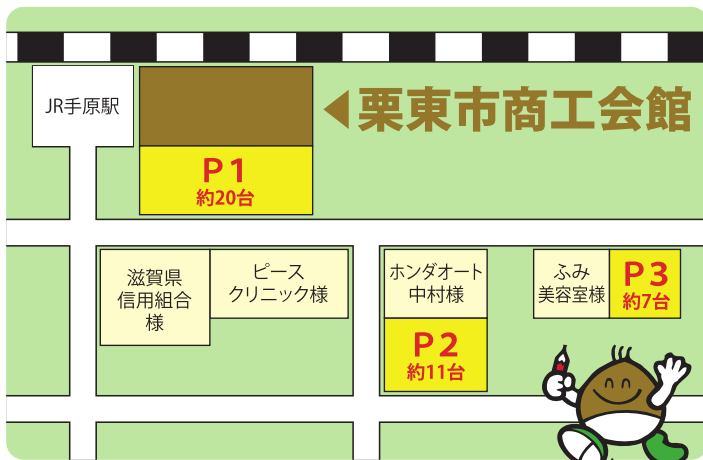 JR手原駅
栗東市商工会館
P1
約20台
滋賀県
信用組合
様
ピース
クリニック様
ホンダオート
中村様
P2
約11台
ふみ
美容室様
P3
約7台